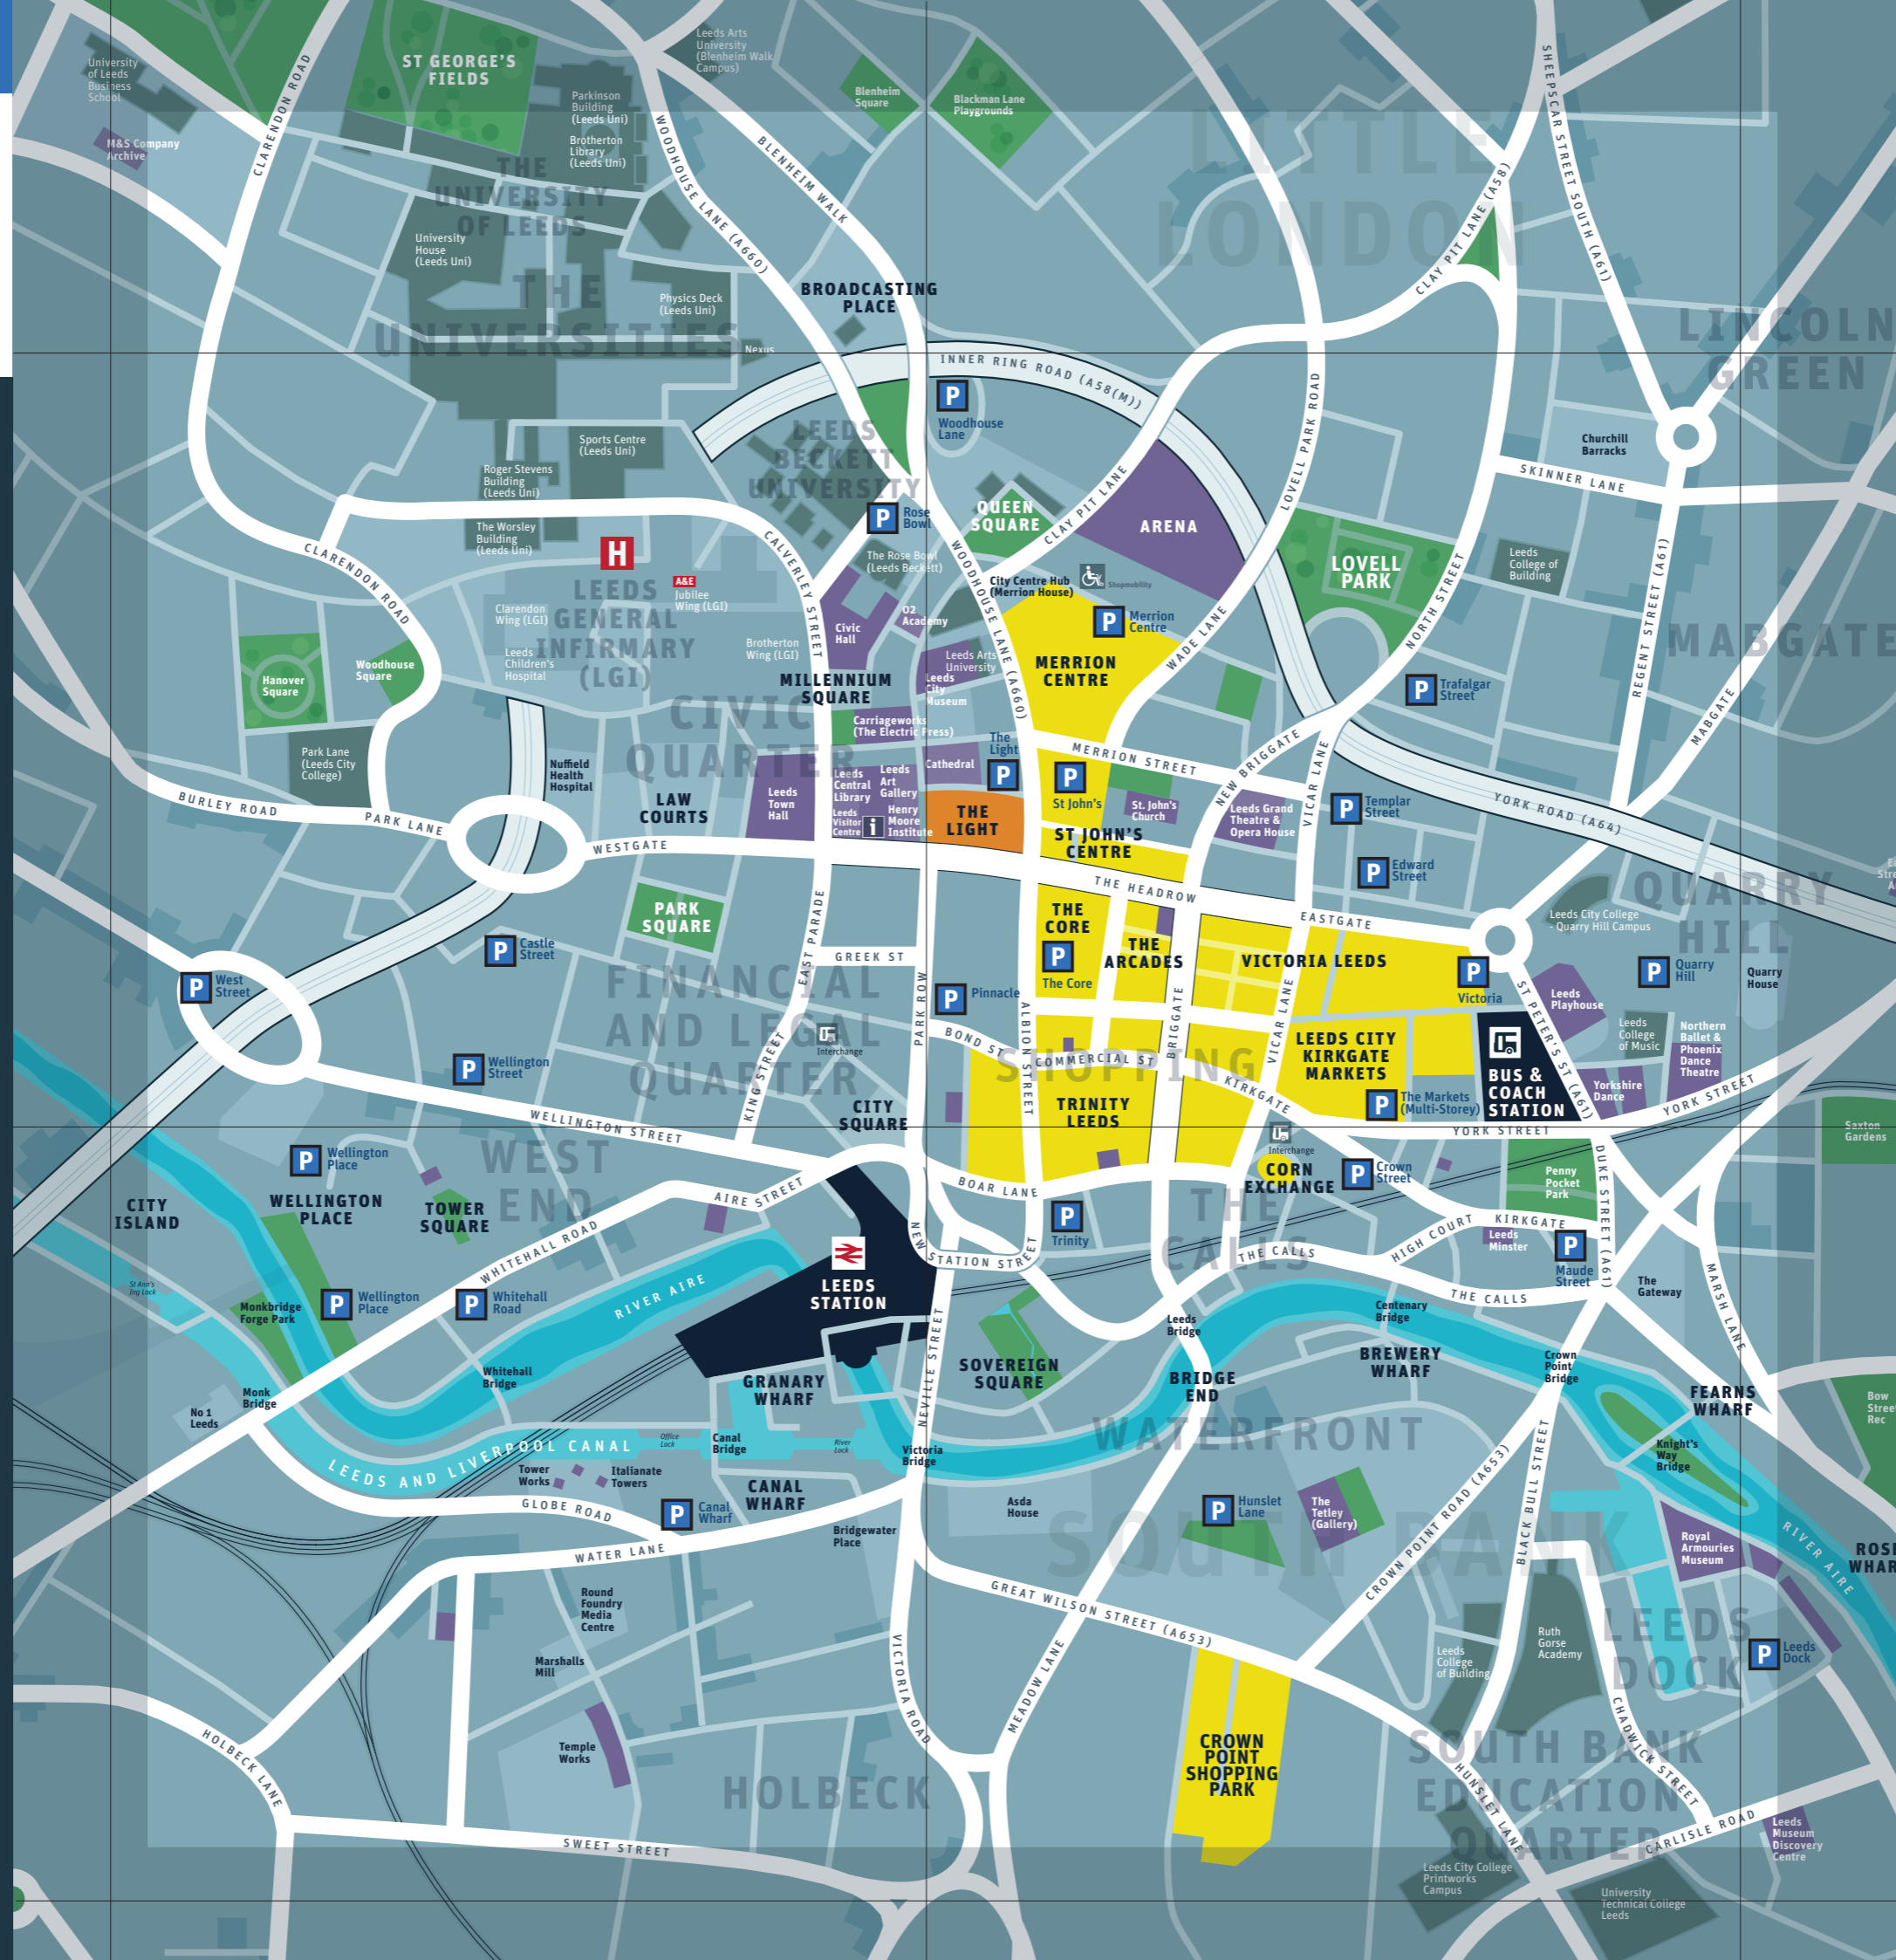 ST GEORGE'S
FIELDS
University
of Leeds
Business
School
M&S Company
Archive
CLARENDON ROAD
Parkinson
Building
(Leeds Uni)
Brotherton
Library
(Leeds Uni)
THE
UNIVERSITY
OF LEEDS
University
House
(Leeds Uni)
Leeds Arts
University
(Blenheim Walk
Campus)
Blenheim
Square
Blackman Lane
Playgrounds
WOODHOUSE LANE (A660)
BLENHEIM WALK
LITTLE
LONDON
SHEEPSCAR STREET SOUTH (A61)
CLAY PIT LANE (A58)
THE
UNIVERSITIES
Physics Deck
(Leeds Uni)
Nexus
BROADCASTING
PLACE
INNER RING ROAD (A58(M))
LINCOLN
GREEN
P
Woodhouse
Lane
LEEDS
BECKETT
UNIVERSITY
Sports Centre
(Leeds Uni)
Roger Stevens
Building
(Leeds Uni)
The Worsley
Building
(Leeds Uni)
P
Rose
Bowl
The Rose Bowl
(Leeds Beckett)
QUEEN
SQUARE
CLAY PIT LANE
ARENA
LOVELL PARK ROAD
LOVELL
PARK
NORTH STREET
Churchill
Barracks
SKINNER LANE
Leeds
College of
Building
REGENT STREET (A61)
MABGATE
MABGATE
CLARENDON ROAD
H
A&E
Jubilee
Wing (LGI)
LEEDS
GENERAL
INFIRMARY
(LGI)
Clarendon
Wing (LGI)
Leeds
Children's
Hospital
Brotherton
Wing (LGI)
CALVERLEY STREET
Civic
Hall
O2
Academy
WOODHOUSE LANE (A660)
City Centre Hub
(Merrion House)
Shopmobility
P
Merrion
Centre
MERRION
CENTRE
WADE LANE
Hanover
Square
Woodhouse
Square
Park Lane
(Leeds City
College)
Leeds Arts
University
Leeds
City
Museum
MILLENNIUM
SQUARE
Carriageworks
(The Electric Press)
CIVIC
QUARTER
Nuffield
Health
Hospital
LAW
COURTS
Leeds
Town
Hall
Leeds
Central
Library
Leeds
Art
Gallery
Leeds
Visitor
Centre
i
Henry
Moore
Institute
Cathedral
The
Light
P
THE
LIGHT
P
St John's
MERRION STREET
St. John's
Church
ST JOHN'S
CENTRE
NEW BRIGGATE
Leeds Grand
Theatre &
Opera House
VICAR LANE
P
Trafalgar
Street
P
Templar
Street
P
Edward
Street
YORK ROAD (A64)
BURLEY ROAD
PARK LANE
WESTGATE
THE HEADROW
EASTGATE
PARK
SQUARE
EAST PARADE
GREEK ST
PARK ROW
P
Castle
Street
P
West
Street
P
Wellington
Street
FINANCIAL
AND LEGAL
QUARTER
P
Pinnacle
Interchange
KING STREET
BOND ST
ALBION STREET
THE
CORE
P
The Core
THE
ARCADES
VICTORIA LEEDS
P
Victoria
Leeds City College
- Quarry Hill Campus
QUARRY
HILL
P
Quarry
Hill
Quarry
House
Leeds
Playhouse
Leeds
College
of Music
Northern
Ballet &
Phoenix
Dance
Theatre
Yorkshire
Dance
ST PETER'S ST (A61)
SHOPPING
COMMERCIAL ST
BRIGGATE
VICAR LANE
KIRKGATE
LEEDS CITY
KIRKGATE
MARKETS
P
The Markets
(Multi-Storey)
BUS &
COACH
STATION
YORK STREET
YORK STREET
Saxton
Gardens
TRINITY
LEEDS
CITY
SQUARE
WELLINGTON STREET
P
Wellington
Place
WEST
END
WELLINGTON
PLACE
TOWER
SQUARE
CITY
ISLAND
AIRE STREET
WHITEHALL ROAD
BOAR LANE
NEW STATION STREET
P
Trinity
Interchange
CORN
EXCHANGE
P
Crown
Street
Penny
Pocket
Park
DUKE STREET (A61)
THE
CALLS
THE CALLS
HIGH COURT
KIRKGATE
Leeds
Minster
P
Maude
Street
THE CALLS
The
Gateway
MARSH LANE
St Ann's
Ing Lock
Monkbridge
Forge Park
P
Wellington
Place
P
Whitehall
Road
RIVER AIRE
LEEDS
STATION
Leeds
Bridge
Centenary
Bridge
BREWERY
WHARF
Crown
Point
Bridge
FEARNS
WHARF
Bow
Street
Rec
Whitehall
Bridge
Monk
Bridge
No 1
Leeds
GRANARY
WHARF
NEVILLE STREET
SOVEREIGN
SQUARE
BRIDGE
END
WATERFRONT
LEEDS AND LIVERPOOL CANAL
Office
Lock
Canal
Bridge
River
Lock
Victoria
Bridge
Knight's
Way
Bridge
Tower
Works
Italianate
Towers
GLOBE ROAD
P
Canal
Wharf
CANAL
WHARF
Bridgewater
Place
Asda
House
P
Hunslet
Lane
The
Tetley
(Gallery)
SOUTH BANK
CROWN POINT ROAD (A653)
BLACK BULL STREET
Royal
Armouries
Museum
RIVER AIRE
WATER LANE
Round
Foundry
Media
Centre
Marshalls
Mill
Temple
Works
GREAT WILSON STREET (A653)
MEADOW LANE
VICTORIA ROAD
Leeds
College
of Building
Ruth
Gorse
Academy
LEEDS
DOCK
P
Leeds
Dock
HOLBECK LANE
HOLBECK
CROWN
POINT
SHOPPING
PARK
SOUTH BANK
EDUCATION
QUARTER
HUNSLET LANE
CHADWICK STREET
CARLISLE ROAD
Leeds
Museum
Discovery
Centre
SWEET STREET
Leeds City College
Printworks
Campus
University
Technical College
Leeds